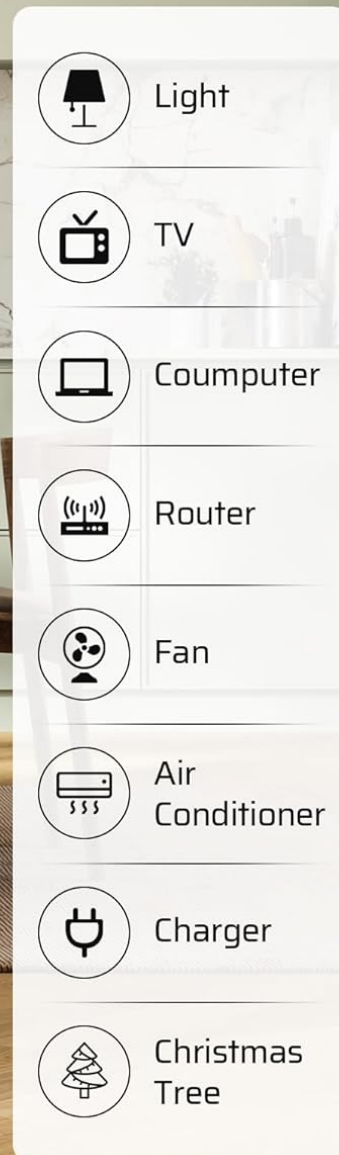 Light
TV
Coumputer
Router
Fan
Air
Conditioner
Charger
Christmas
Tree